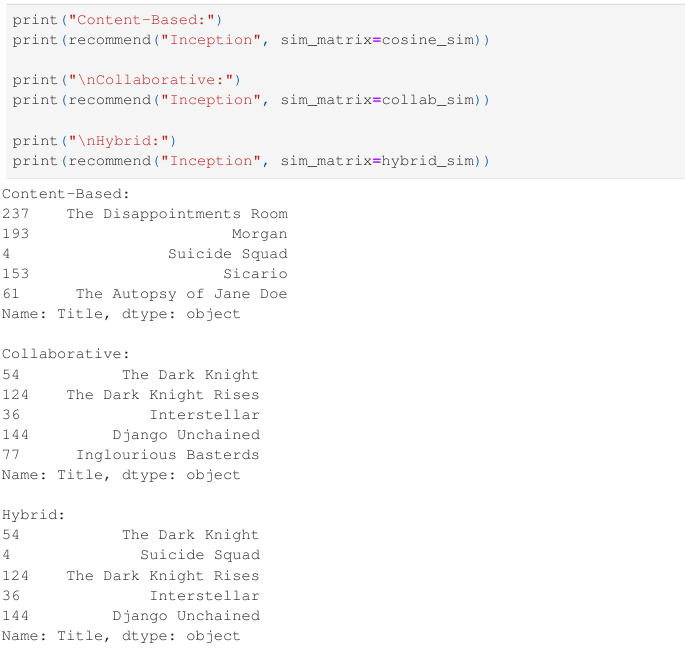 print("Content-Based:")
print(recommend("Inception", sim_matrix=cosine_sim))
print("\nCollaborative:")
print(recommend("Inception", sim_matrix=collab_sim))
print("\nHybrid:")
print(recommend("Inception", sim_matrix=hybrid_sim))
Content-Based:
237    The Disappointments Room
193                      Morgan
4                 Suicide Squad
153                     Sicario
61      The Autopsy of Jane Doe
Name: Title, dtype: object
Collaborative:
54          The Dark Knight
124    The Dark Knight Rises
36             Interstellar
144         Django Unchained
77      Inglourious Basterds
Name: Title, dtype: object
Hybrid:
54          The Dark Knight
4             Suicide Squad
124    The Dark Knight Rises
36             Interstellar
144         Django Unchained
Name: Title, dtype: object